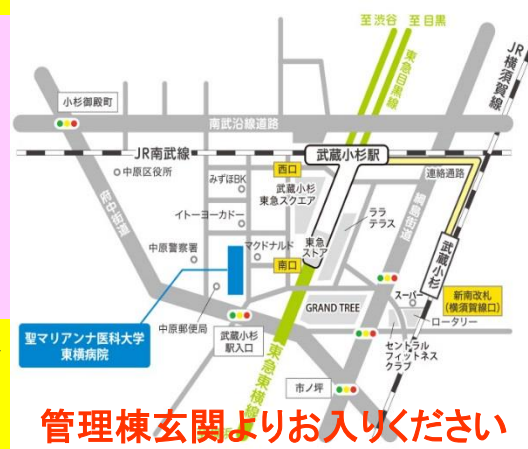 至渋谷
至目黒
東急目黒線
JR横須賀線
小杉御殿町
南武沿線道路
JR南武線
武蔵小杉駅
中原区役所
みずほBK
西口
武蔵小杉
東急スクエア
連絡通路
綱島街道
府中街道
イトーヨーカドー
ララ
テラス
武蔵小杉
中原警察署
マクドナルド
東急
ストア
南口
新南改札
(横須賀線口)
スーパー
GRAND TREE
ロータリー
聖マリアンナ医科大学
東横病院
中原郵便局
武蔵小杉
駅入口
セントラル
フィットネス
クラブ
東急東横線
市ノ坪
管理棟玄関よりお入りください